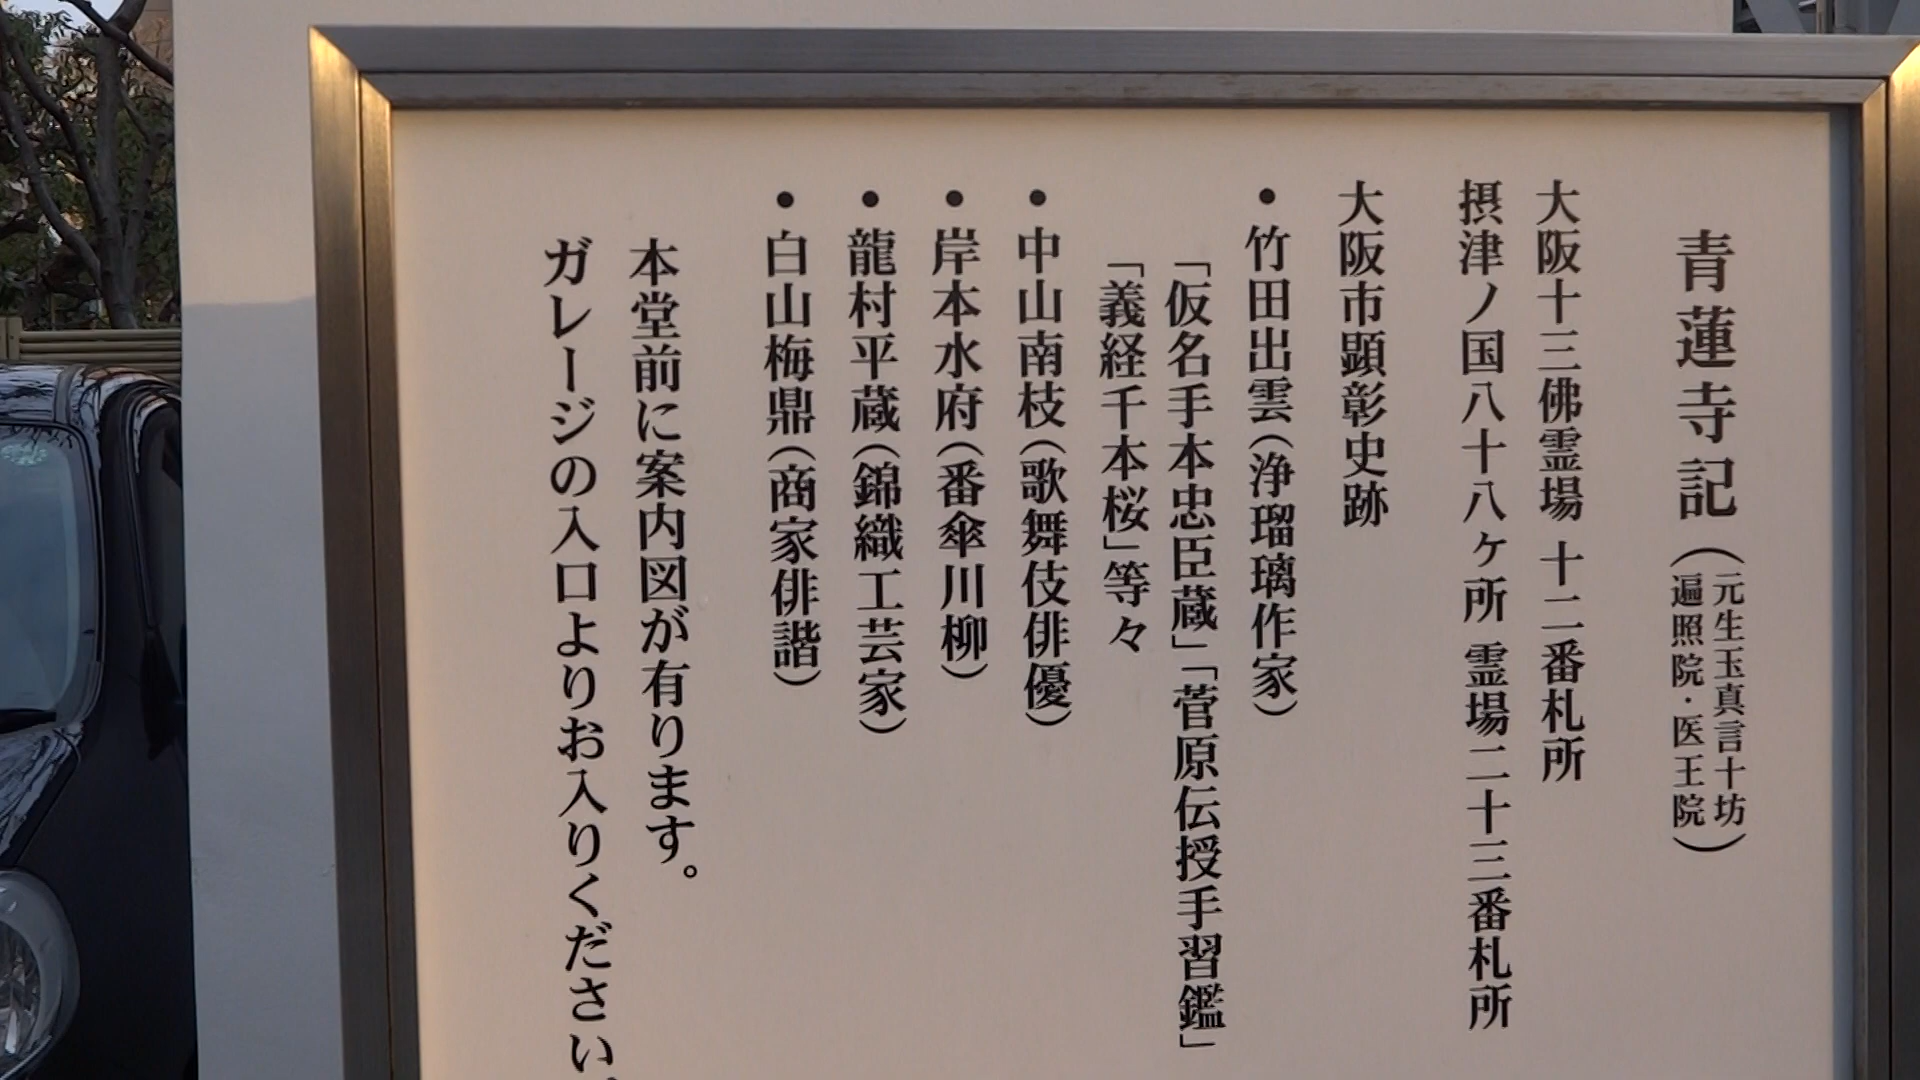 青蓮寺記（元生玉真言十坊
遍照院・医王院）
大阪十三佛霊場 十二番札所
摂津ノ国八十八ヶ所 霊場二十三番札所
大阪市顕彰史跡
・竹田出雲（浄瑠璃作家）
「仮名手本忠臣蔵」「菅原伝授手習鑑」
「義経千本桜」等々
・中山南枝（歌舞伎俳優）
・岸本水府（番傘川柳）
・龍村平蔵（錦織工芸家）
・白山梅鼎（商家俳諧）
本堂前に案内図が有ります。
ガレージの入口よりお入りください。